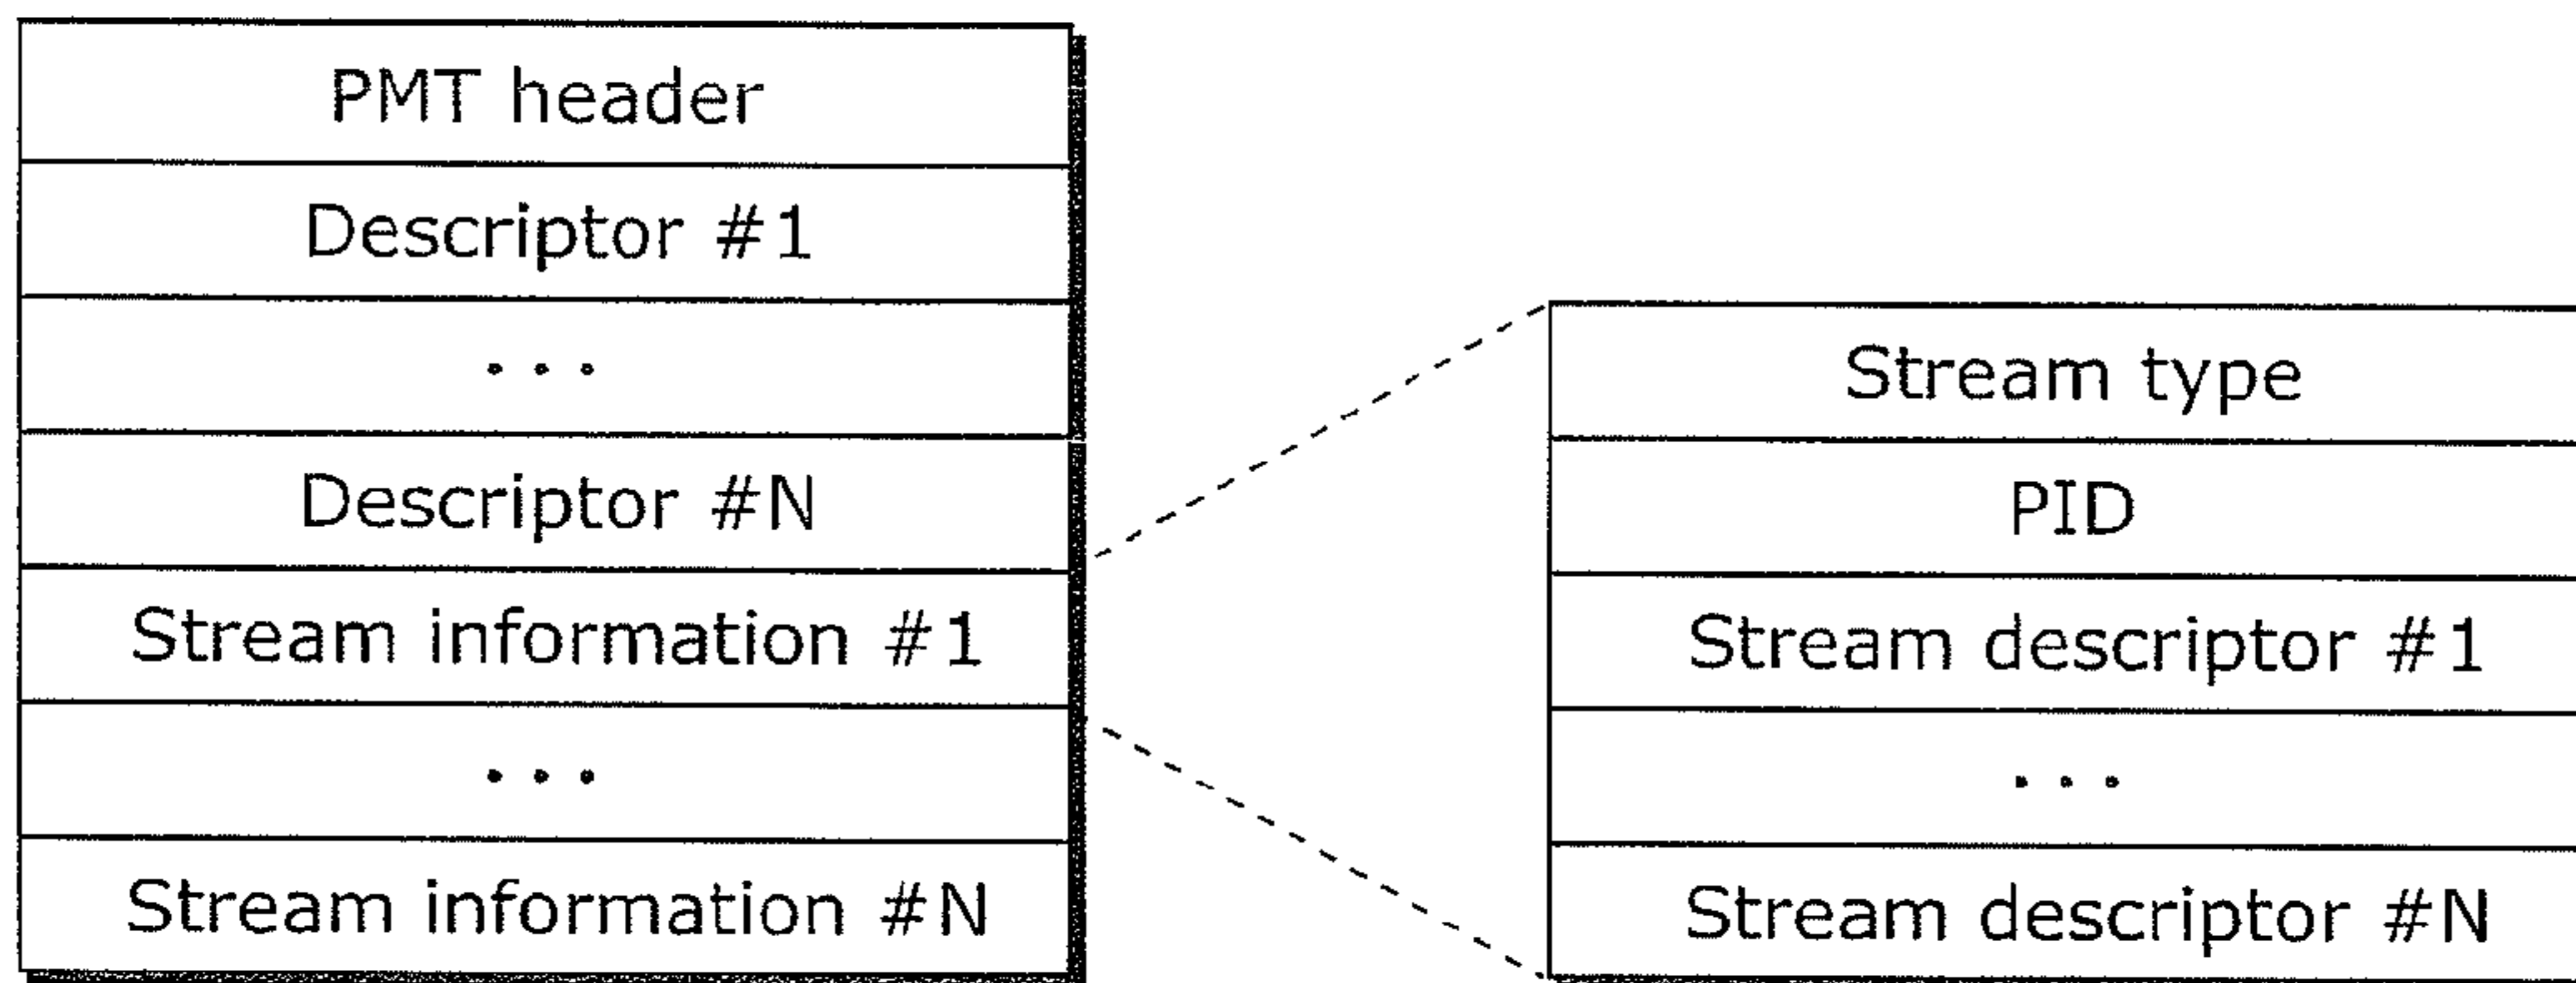 PMT header
Descriptor #1
...
Descriptor #N
Stream information #1
...
Stream information #N
Stream type
PID
Stream descriptor #1
...
Stream descriptor #N